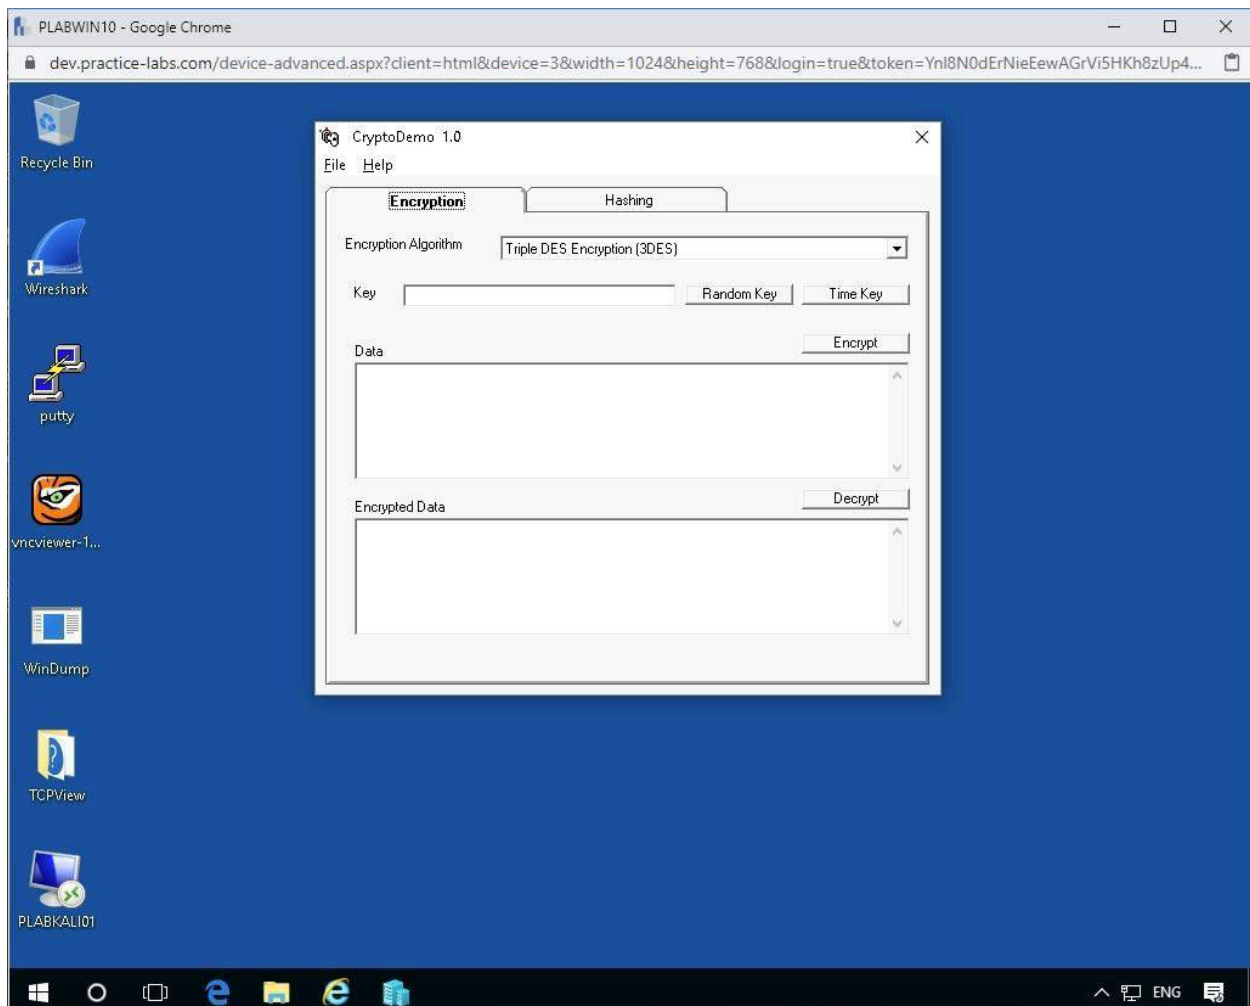 PLABWIN10 - Google Chrome
dev.practice-labs.com/device-advanced.aspx?client=html&device=3&width=1024&height=768&login=true&token=Ynl8N0dErNieEewAGrVi5HKh8zUp4...
Recycle Bin
Wireshark
putty
vncviewer-1...
WinDump
TCPView
PLABKALI01
CryptoDemo 1.0
File Help
Encryption Hashing
Encryption Algorithm Triple DES Encryption (3DES)
Key Random Key Time Key
Encrypt
Data
Decrypt
Encrypted Data
ENG